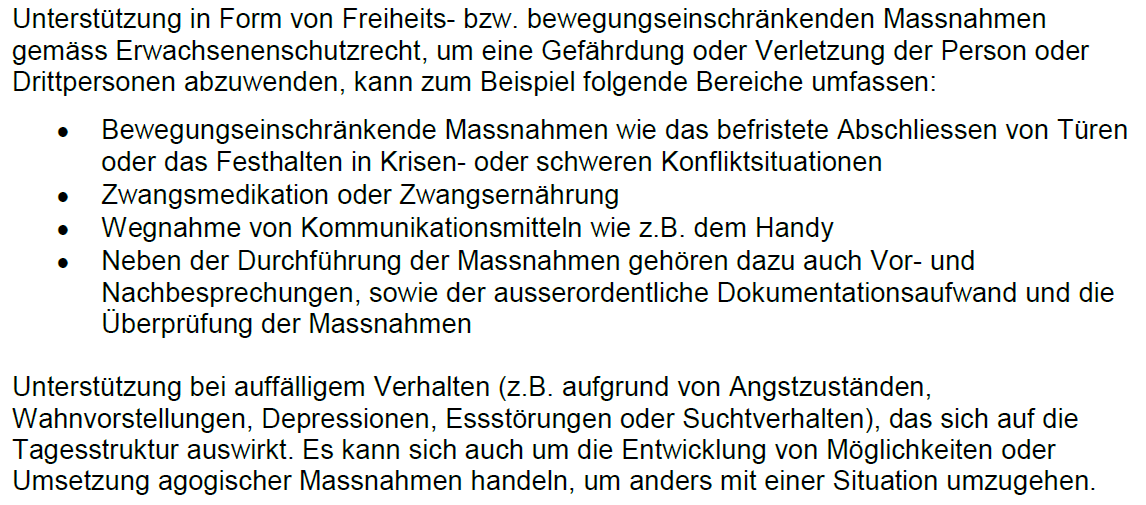 Unterstützung in Form von Freiheits- bzw. bewegungseinschränkenden Massnahmen
gemäss Erwachsenenschutzrecht, um eine Gefährdung oder Verletzung der Person oder
Drittpersonen abzuwenden, kann zum Beispiel folgende Bereiche umfassen:
• Bewegungseinschränkende Massnahmen wie das befristete Abschliessen von Türen
oder das Festhalten in Krisen- oder schweren Konfliktsituationen
• Zwangsmedikation oder Zwangsernährung
• Wegnahme von Kommunikationsmitteln wie z.B. dem Handy
• Neben der Durchführung der Massnahmen gehören dazu auch Vor- und
Nachbesprechungen, sowie der ausserordentliche Dokumentationsaufwand und die
Überprüfung der Massnahmen
Unterstützung bei auffälligem Verhalten (z.B. aufgrund von Angstzuständen,
Wahnvorstellungen, Depressionen, Essstörungen oder Suchtverhalten), das sich auf die
Tagesstruktur auswirkt. Es kann sich auch um die Entwicklung von Möglichkeiten oder
Umsetzung agogischer Massnahmen handeln, um anders mit einer Situation umzugehen.